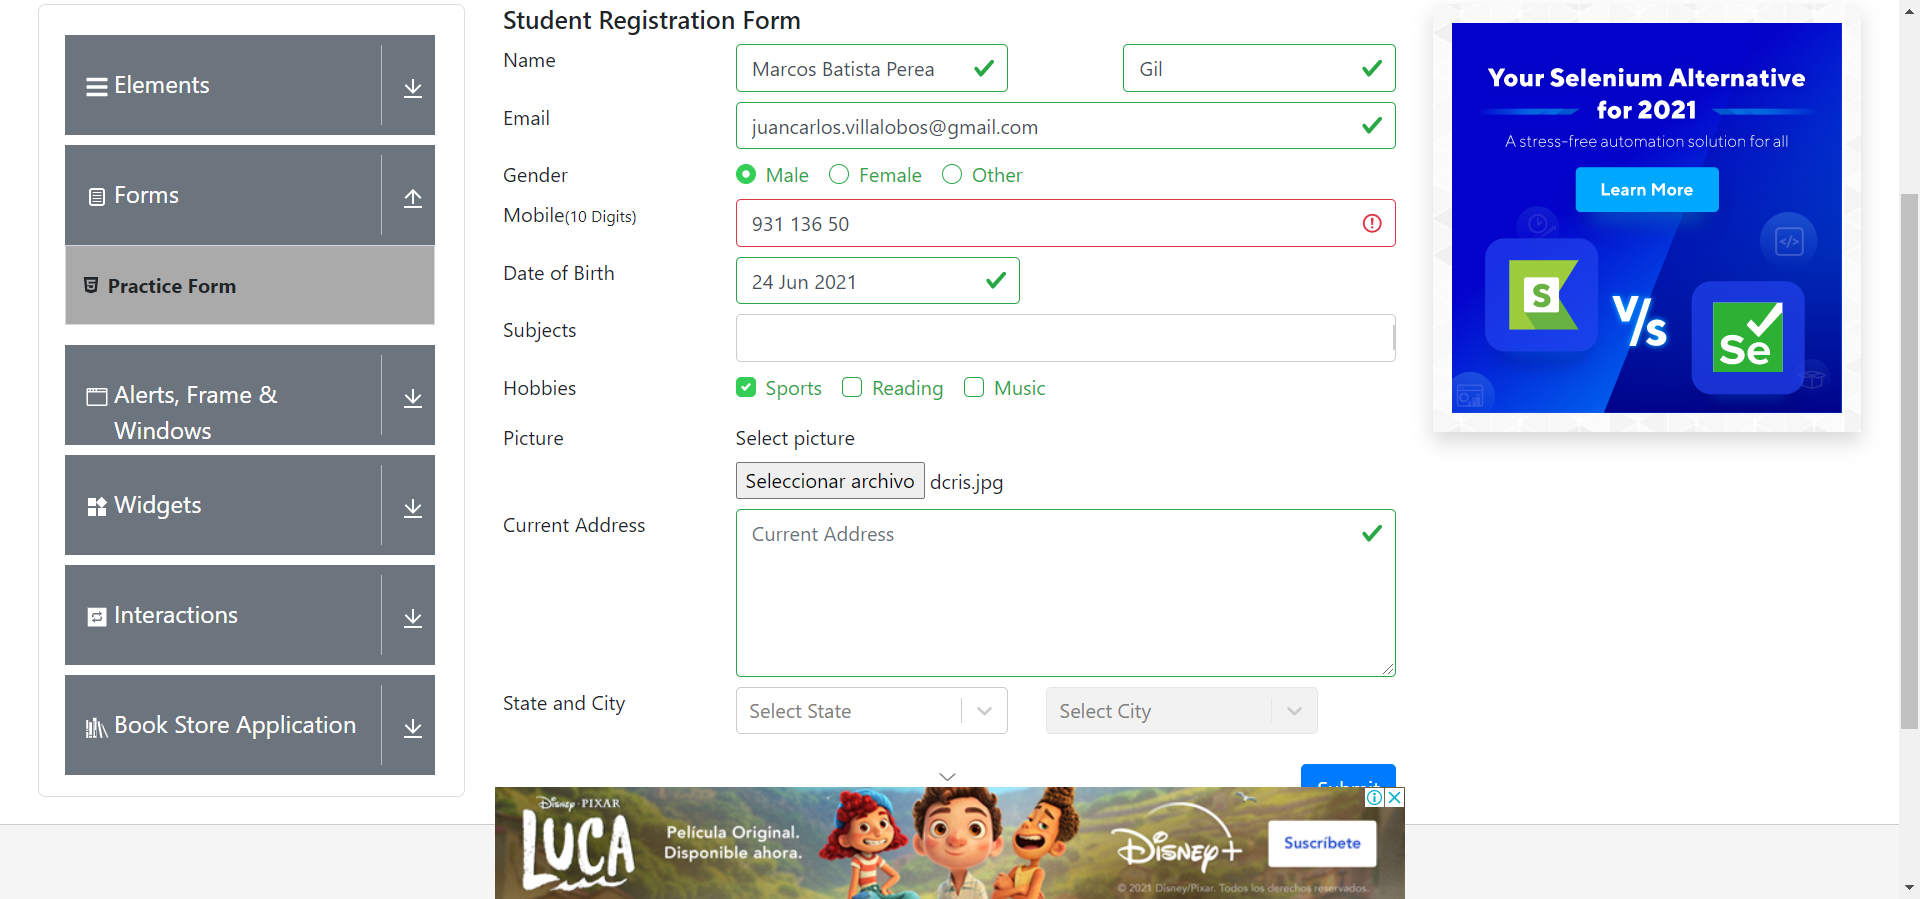 Elements
Forms
Practice Form
Alerts, Frame &
Windows
Widgets
Interactions
Book Store Application
Student Registration Form
Name
Marcos Batista Perea
Gil
Email
juancarlos.villalobos@gmail.com
Gender
Male
Female
Other
Mobile(10 Digits)
931 136 50
Date of Birth
24 Jun 2021
Subjects
Hobbies
Sports
Reading
Music
Picture
Select picture
Seleccionar archivo dcris.jpg
Current Address
Current Address
State and City
Select State
Select City
Submit
Disney · PIXAR
LUCA
Película Original.
Disponible ahora.
Disney+
Suscríbete
© 2021 Disney/Pixar. Todos los derechos reservados.
Your Selenium Alternative
for 2021
A stress-free automation solution for all
Learn More
S
V/S
Se